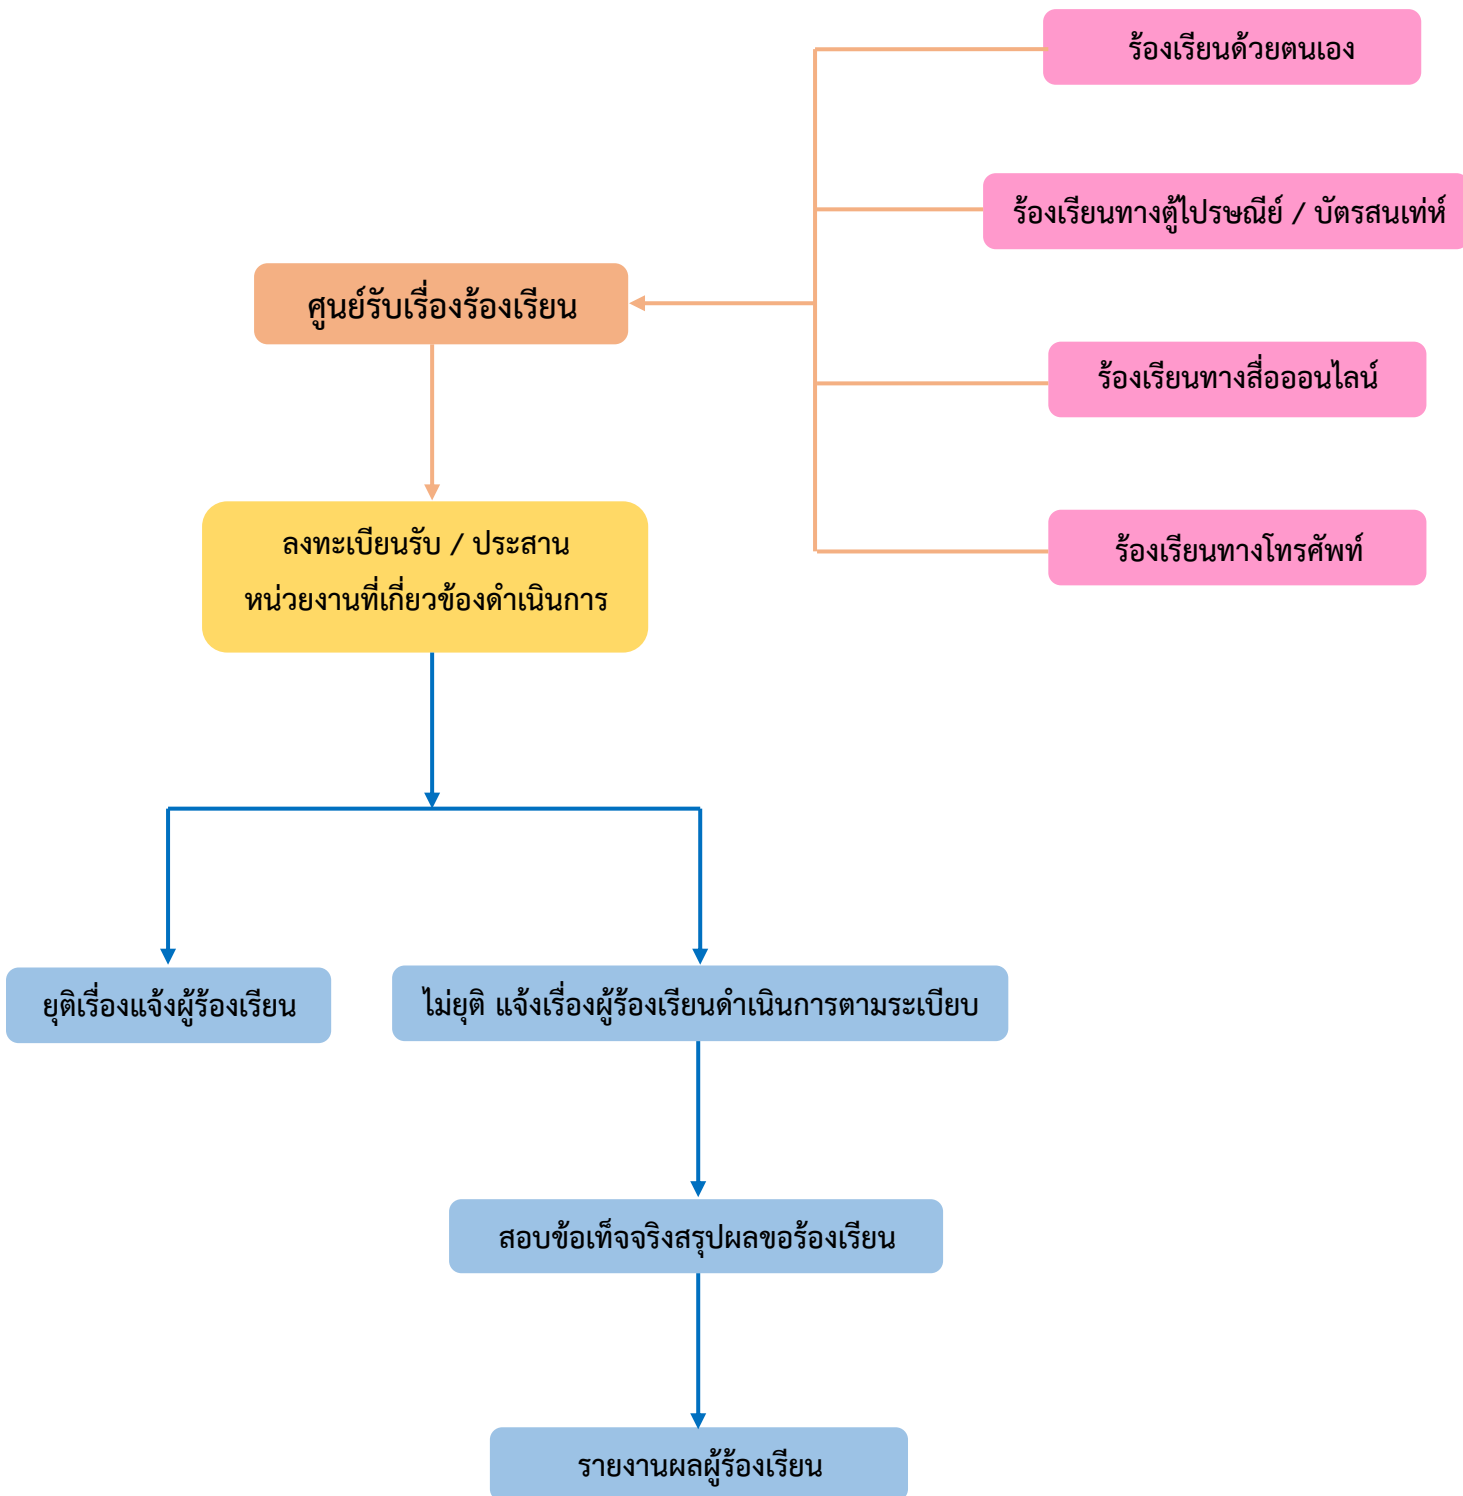 ร้องเรียนด้วยตนเอง
ร้องเรียนทางตู้ไปรษณีย์ / บัตรสนเท่ห์
ศูนย์รับเรื่องร้องเรียน
ร้องเรียนทางสื่อออนไลน์
ลงทะเบียนรับ / ประสาน
หน่วยงานที่เกี่ยวข้องดำเนินการ
ร้องเรียนทางโทรศัพท์
ยุติเรื่องแจ้งผู้ร้องเรียน
ไม่ยุติ แจ้งเรื่องผู้ร้องเรียนดำเนินการตามระเบียบ
สอบข้อเท็จจริงสรุปผลขอร้องเรียน
รายงานผลผู้ร้องเรียน